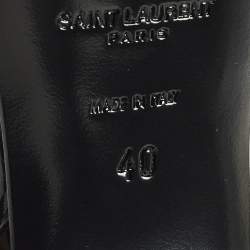 SAINT LAURENT
PARIS
MADE IN ITALY
40